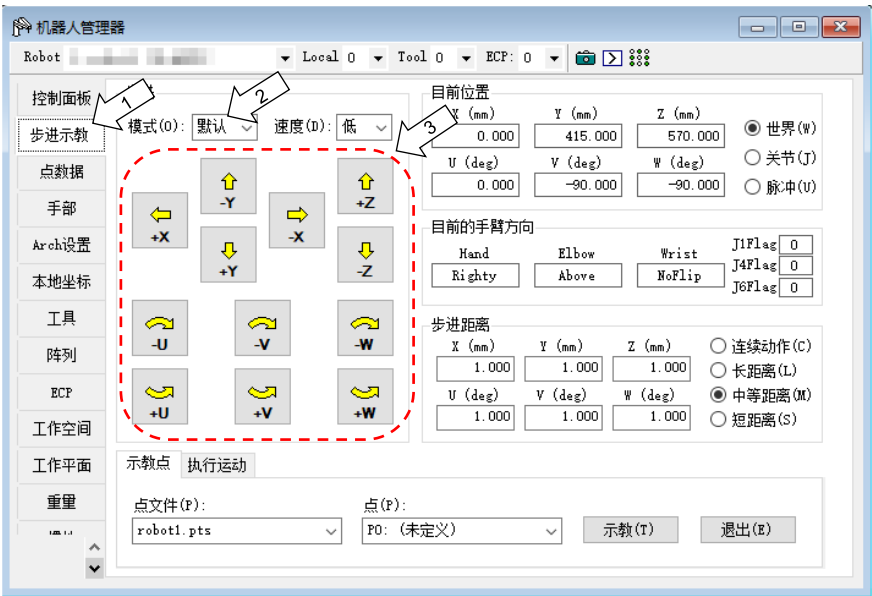 机器人管理器
Robot Local 0 Tool 0 ECP: 0
控制面板
步进示教
点数据
手部
Arch设置
本地坐标
工具
阵列
ECP
工作空间
工作平面
重量
1
2
3
模式(O): 默认 速度(D): 低
-Y
+Z
+X
-X
+Y
-Z
-U
-V
-W
+U
+V
+W
目前位置
X (mm) Y (mm) Z (mm)
0.000 415.000 570.000
U (deg) V (deg) W (deg)
0.000 -90.000 -90.000
世界(W)
关节(J)
脉冲(U)
目前的手臂方向
Hand Elbow Wrist
Righty Above NoFlip
J1Flag 0
J4Flag 0
J6Flag 0
步进距离
X (mm) Y (mm) Z (mm)
1.000 1.000 1.000
U (deg) V (deg) W (deg)
1.000 1.000 1.000
连续动作(C)
长距离(L)
中等距离(M)
短距离(S)
示教点 执行运动
点文件(P): 点(P):
robot1.pts P0: (未定义) 示教(T) 退出(E)